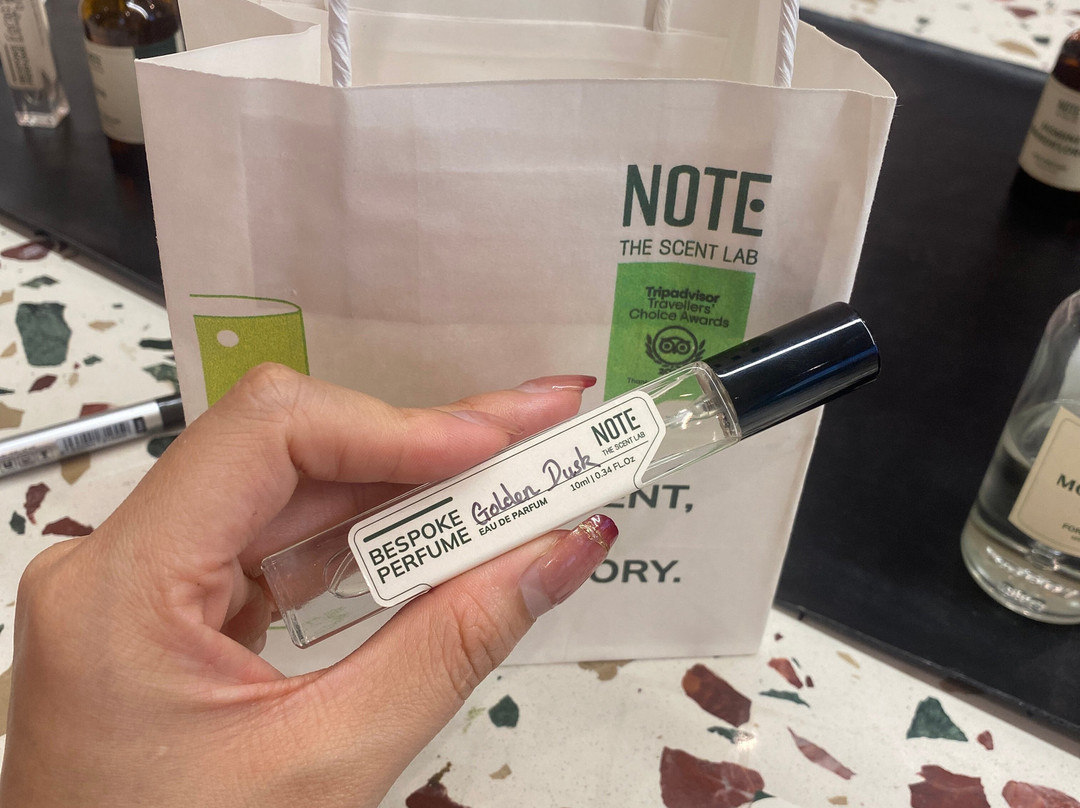 NOTE
THE SCENT LAB
Tripadvisor
Travellers'
Choice Awards
NOTE
THE SCENT LAB
Golden Dusk
10ml | 0.34 FL.Oz
BESPOKE
PERFUME
EAU DE PARFUM
ENT,
ORY.